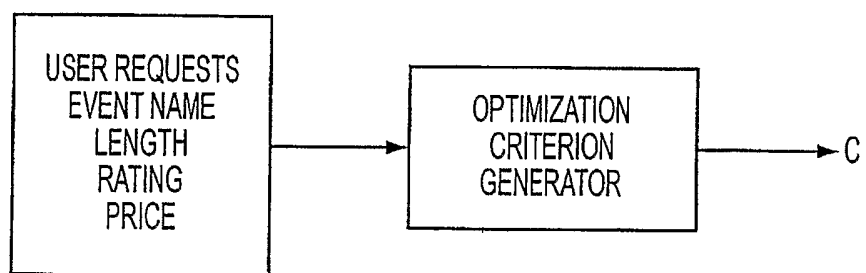 USER REQUESTS
EVENT NAME
LENGTH
RATING
PRICE
OPTIMIZATION
CRITERION
GENERATOR
C